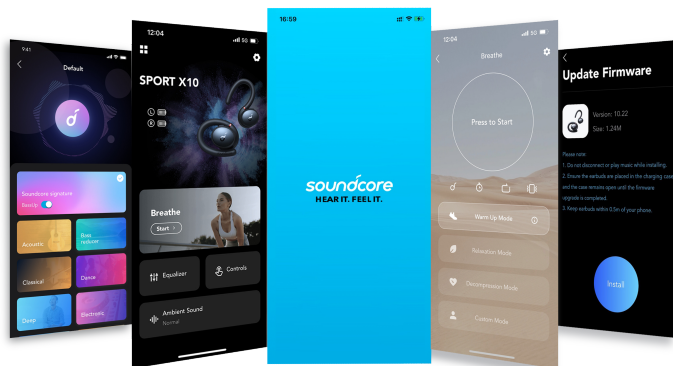 9:41
Default
Soundcore signature
BassUp
Acoustic
Bass
reducer
Classical
Dance
Deep
Electronic
12:04
5G
SPORT X10
L
R
Breathe
Start
Equalizer
Controls
Ambient Sound
Normal
16:59
soundcore
HEAR IT. FEEL IT.
12:04
5G
Breathe
Press to Start
Warm Up Mode
Relaxation Mode
Decompression Mode
Custom Mode
Update Firmware
Version: 10.22
Size: 1.24M
Please note:
1. Do not disconnect or play music while installing.
2. Ensure the earbuds are placed in the charging case
and the case remains open until the firmware
upgrade is completed.
3. Keep earbuds within 0.5m of your phone.
Install